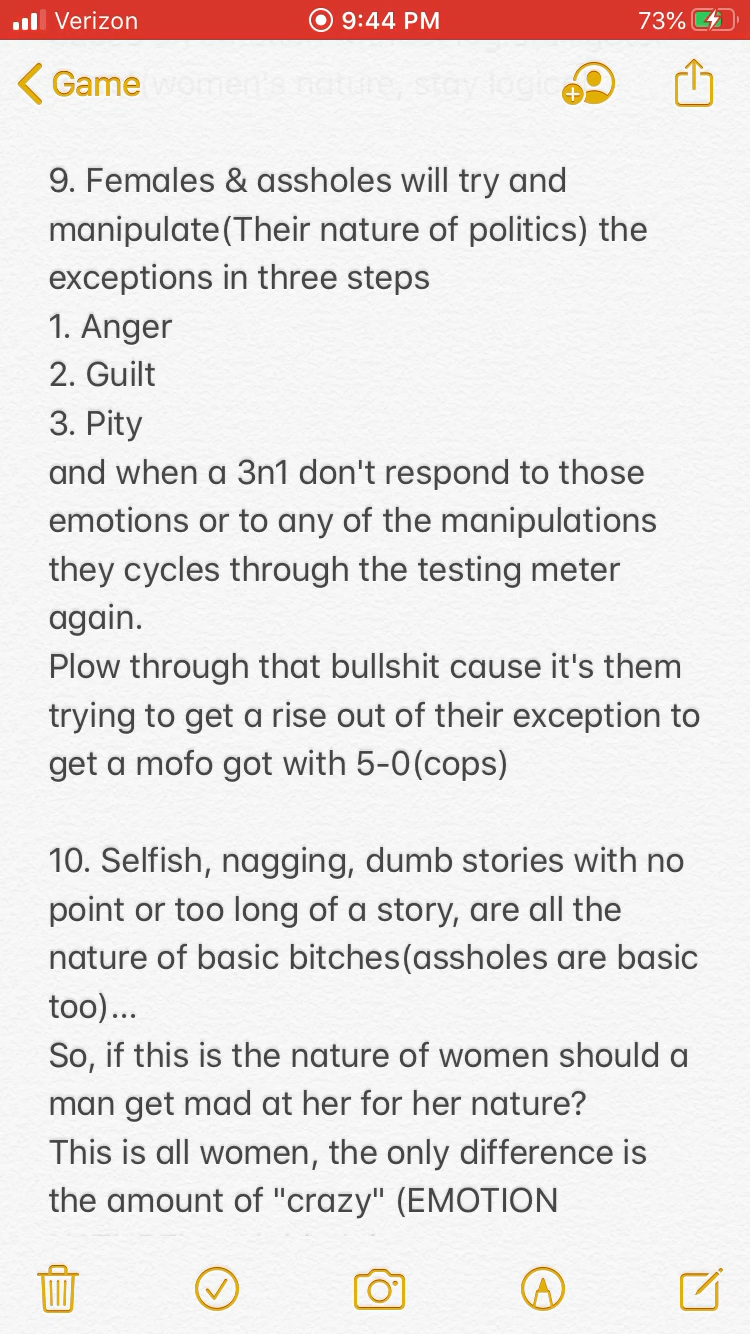 Verizon 9:44 PM 73%
Game (women's nature, stay logic
9. Females & assholes will try and
manipulate(Their nature of politics) the
exceptions in three steps
1. Anger
2. Guilt
3. Pity
and when a 3n1 don't respond to those
emotions or to any of the manipulations
they cycles through the testing meter
again.
Plow through that bullshit cause it's them
trying to get a rise out of their exception to
get a mofo got with 5-0(cops)
10. Selfish, nagging, dumb stories with no
point or too long of a story, are all the
nature of basic bitches(assholes are basic
too)...
So, if this is the nature of women should a
man get mad at her for her nature?
This is all women, the only difference is
the amount of "crazy" (EMOTION